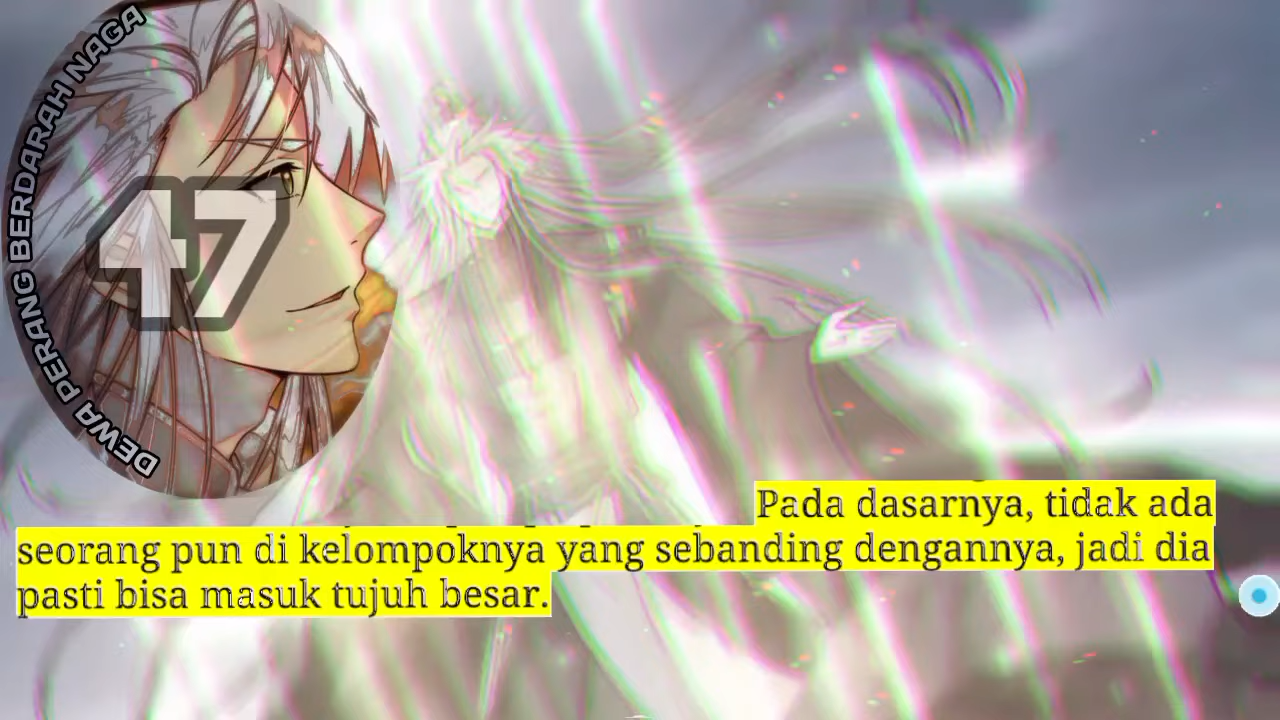 DEWA PERANG BERDARAH NAGA
47
Pada dasarnya, tidak ada
seorang pun di kelompoknya yang sebanding dengannya, jadi dia
pasti bisa masuk tujuh besar.